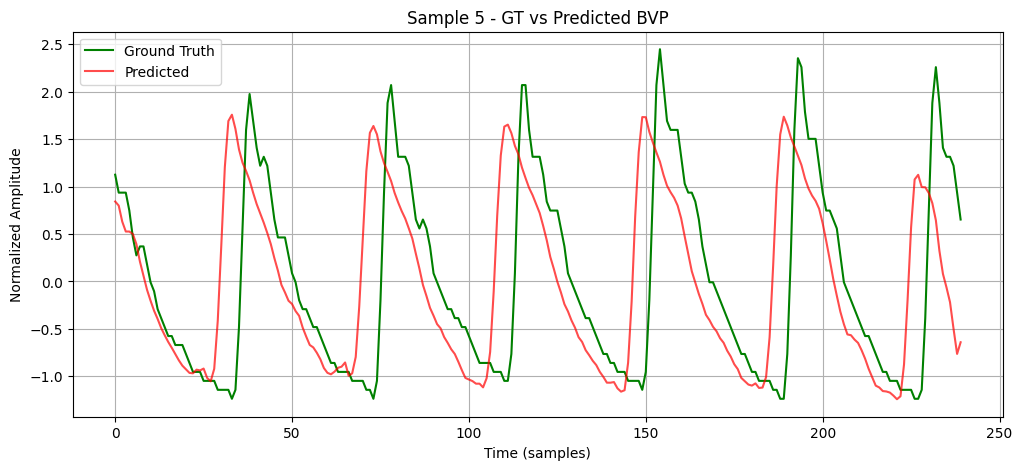 Sample 5 - GT vs Predicted BVP
Ground Truth
Predicted
Normalized Amplitude
2.5
2.0
1.5
1.0
0.5
0.0
−0.5
−1.0
0
50
100
150
200
250
Time (samples)